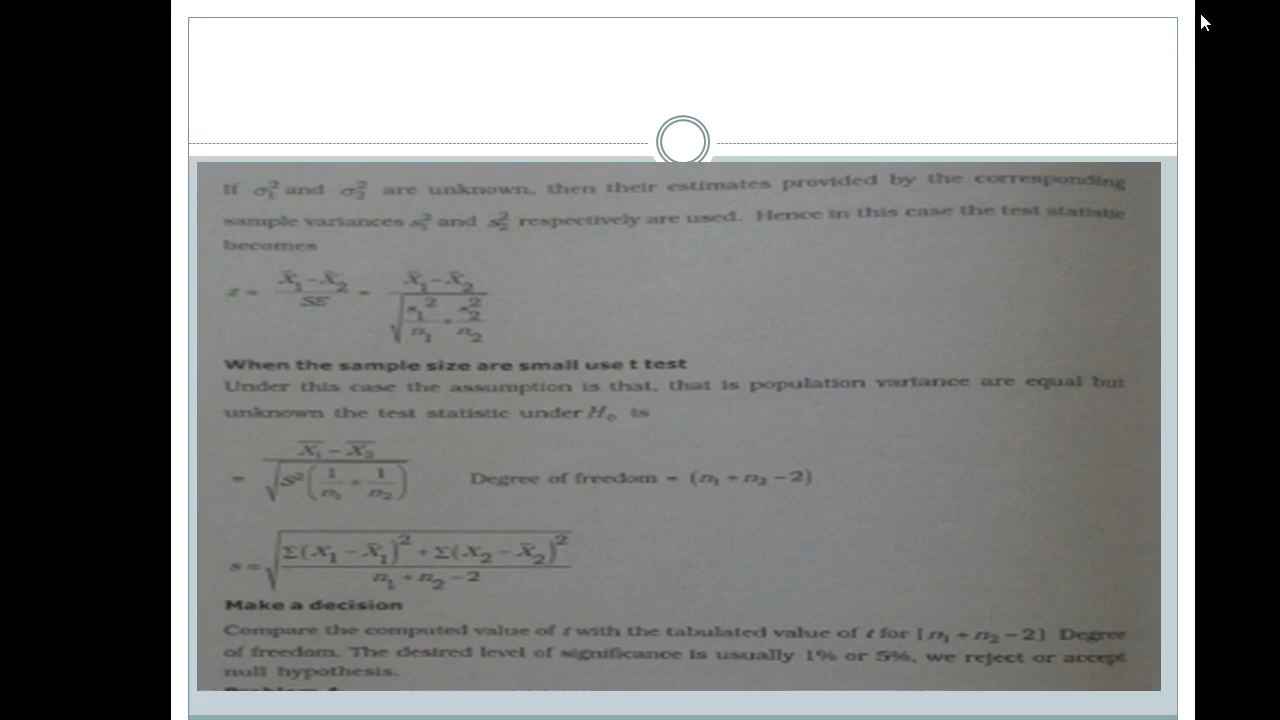 If σ₁² and σ₂² are unknown, then their estimates provided by the corresponding
sample variances s₁² and s₂² respectively are used. Hence in this case the test statistic
becomes
z = (X̄₁ − X̄₂) / SE = (X̄₁ − X̄₂) / √(s₁²/n₁ + s₂²/n₂)
When the sample size are small use t test
Under this case the assumption is that, that is population variance are equal but
unknown the test statistic under H₀ is
= (X̄₁ − X̄₂) / √(S²(1/n₁ + 1/n₂)) Degree of freedom = (n₁ + n₂ − 2)
s = √((Σ(X₁ − X̄₁)² + Σ(X₂ − X̄₂)²) / (n₁ + n₂ − 2))
Make a decision
Compare the computed value of t with the tabulated value of t for [n₁ + n₂ − 2] Degree
of freedom. The desired level of significance is usually 1% or 5%, we reject or accept
null hypothesis.